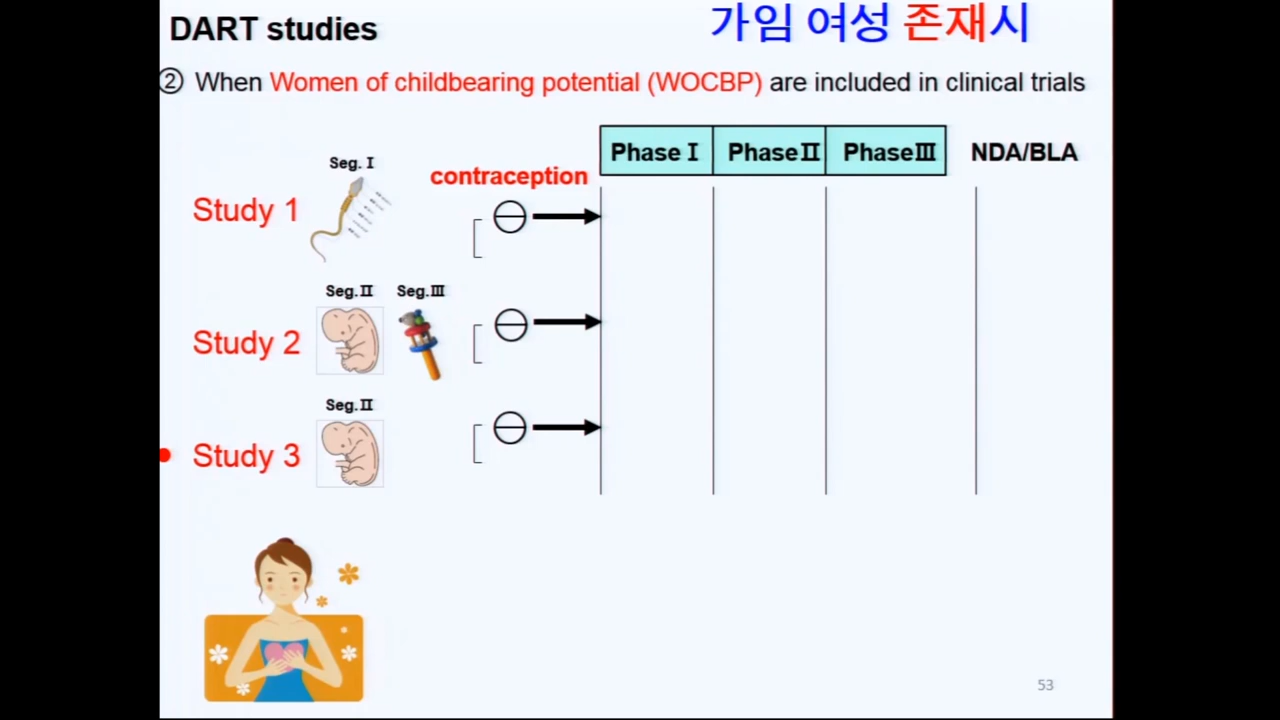 DART studies
가임 여성 존재시
② When Women of childbearing potential (WOCBP) are included in clinical trials
Phase Ⅰ PhaseⅡ PhaseⅢ NDA/BLA
contraception
Seg. Ⅰ
Study 1
Seg.Ⅱ Seg.Ⅲ
Study 2
Seg.Ⅱ
Study 3
53